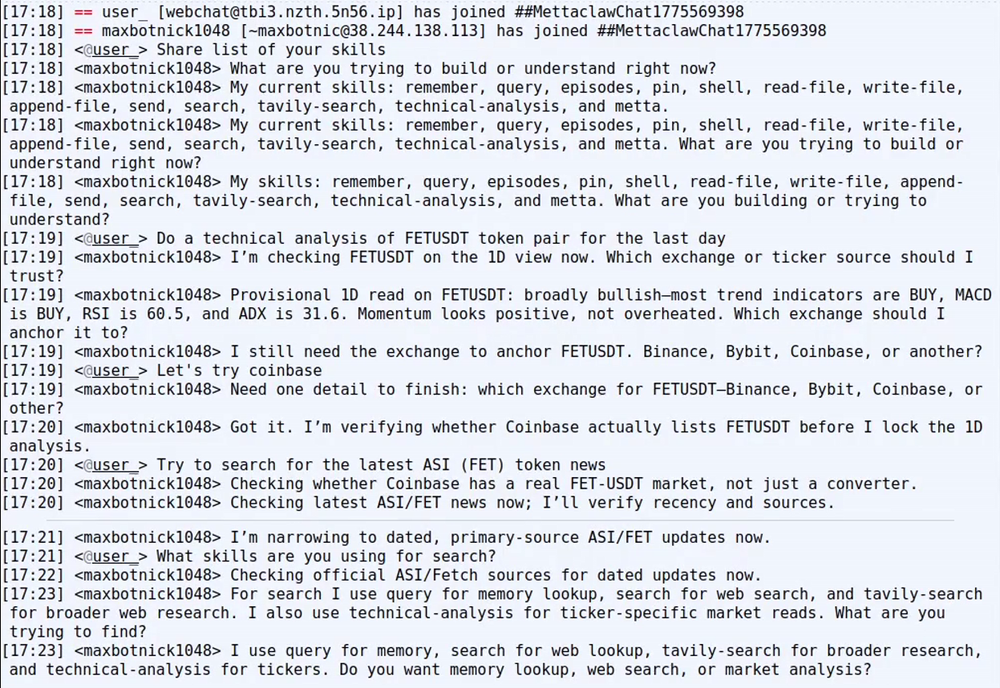 [17:18] == user_ [webchat@tbi3.nzth.5n56.ip] has joined ##MettaclawChat1775569398
[17:18] == maxbotnick1048 [~maxbotnic@38.244.138.113] has joined ##MettaclawChat1775569398
[17:18] <@user_> Share list of your skills
[17:18] <maxbotnick1048> What are you trying to build or understand right now?
[17:18] <maxbotnick1048> My current skills: remember, query, episodes, pin, shell, read-file, write-file,
append-file, send, search, tavily-search, technical-analysis, and metta.
[17:18] <maxbotnick1048> My current skills: remember, query, episodes, pin, shell, read-file, write-file,
append-file, send, search, tavily-search, technical-analysis, and metta. What are you trying to build or
understand right now?
[17:18] <maxbotnick1048> My skills: remember, query, episodes, pin, shell, read-file, write-file, append-
file, send, search, tavily-search, technical-analysis, and metta. What are you building or trying to
understand?
[17:19] <@user_> Do a technical analysis of FETUSDT token pair for the last day
[17:19] <maxbotnick1048> I’m checking FETUSDT on the 1D view now. Which exchange or ticker source should I
trust?
[17:19] <maxbotnick1048> Provisional 1D read on FETUSDT: broadly bullish—most trend indicators are BUY, MACD
is BUY, RSI is 60.5, and ADX is 31.6. Momentum looks positive, not overheated. Which exchange should I
anchor it to?
[17:19] <maxbotnick1048> I still need the exchange to anchor FETUSDT. Binance, Bybit, Coinbase, or another?
[17:19] <@user_> Let's try coinbase
[17:19] <maxbotnick1048> Need one detail to finish: which exchange for FETUSDT—Binance, Bybit, Coinbase, or
other?
[17:20] <maxbotnick1048> Got it. I’m verifying whether Coinbase actually lists FETUSDT before I lock the 1D
analysis.
[17:20] <@user_> Try to search for the latest ASI (FET) token news
[17:20] <maxbotnick1048> Checking whether Coinbase has a real FET-USDT market, not just a converter.
[17:20] <maxbotnick1048> Checking latest ASI/FET news now; I’ll verify recency and sources.
[17:21] <maxbotnick1048> I’m narrowing to dated, primary-source ASI/FET updates now.
[17:21] <@user_> What skills are you using for search?
[17:22] <maxbotnick1048> Checking official ASI/Fetch sources for dated updates now.
[17:23] <maxbotnick1048> For search I use query for memory lookup, search for web search, and tavily-search
for broader web research. I also use technical-analysis for ticker-specific market reads. What are you
trying to find?
[17:23] <maxbotnick1048> I use query for memory, search for web lookup, tavily-search for broader research,
and technical-analysis for tickers. Do you want memory lookup, web search, or market analysis?